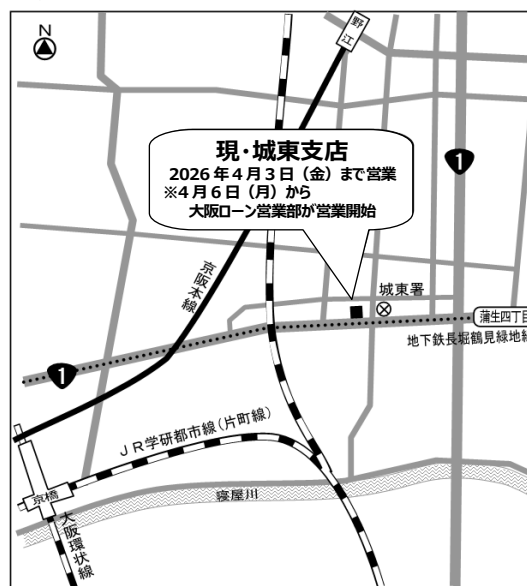 N
野江
現・城東支店
2026年4月3日（金）まで営業
※4月6日（月）から
大阪ローン営業部が営業開始
1
京阪本線
城東署
蒲生四丁目
地下鉄長堀鶴見緑地線
1
JR学研都市線(片町線)
京橋
寝屋川
大阪環状線